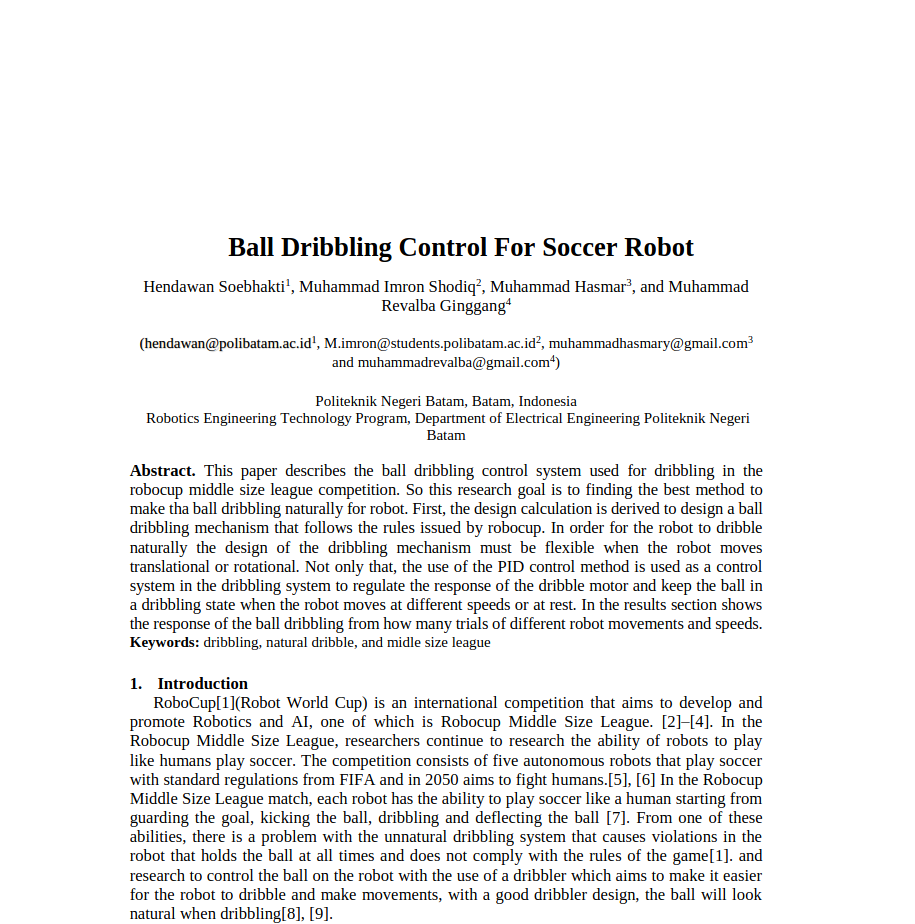 Ball Dribbling Control For Soccer Robot
Hendawan Soebhakti1, Muhammad Imron Shodiq2, Muhammad Hasmar3, and Muhammad
Revalba Ginggang4
(hendawan@polibatam.ac.id1, M.imron@students.polibatam.ac.id2, muhammadhasmary@gmail.com3
and muhammadrevalba@gmail.com4)
Politeknik Negeri Batam, Batam, Indonesia
Robotics Engineering Technology Program, Department of Electrical Engineering Politeknik Negeri
Batam
Abstract. This paper describes the ball dribbling control system used for dribbling in the
robocup middle size league competition. So this research goal is to finding the best method to
make tha ball dribbling naturally for robot. First, the design calculation is derived to design a ball
dribbling mechanism that follows the rules issued by robocup. In order for the robot to dribble
naturally the design of the dribbling mechanism must be flexible when the robot moves
translational or rotational. Not only that, the use of the PID control method is used as a control
system in the dribbling system to regulate the response of the dribble motor and keep the ball in
a dribbling state when the robot moves at different speeds or at rest. In the results section shows
the response of the ball dribbling from how many trials of different robot movements and speeds.
Keywords: dribbling, natural dribble, and midle size league
1. Introduction
RoboCup[1](Robot World Cup) is an international competition that aims to develop and
promote Robotics and AI, one of which is Robocup Middle Size League. [2]–[4]. In the
Robocup Middle Size League, researchers continue to research the ability of robots to play
like humans play soccer. The competition consists of five autonomous robots that play soccer
with standard regulations from FIFA and in 2050 aims to fight humans.[5], [6] In the Robocup
Middle Size League match, each robot has the ability to play soccer like a human starting from
guarding the goal, kicking the ball, dribbling and deflecting the ball [7]. From one of these
abilities, there is a problem with the unnatural dribbling system that causes violations in the
robot that holds the ball at all times and does not comply with the rules of the game[1]. and
research to control the ball on the robot with the use of a dribbler which aims to make it easier
for the robot to dribble and make movements, with a good dribbler design, the ball will look
natural when dribbling[8], [9].